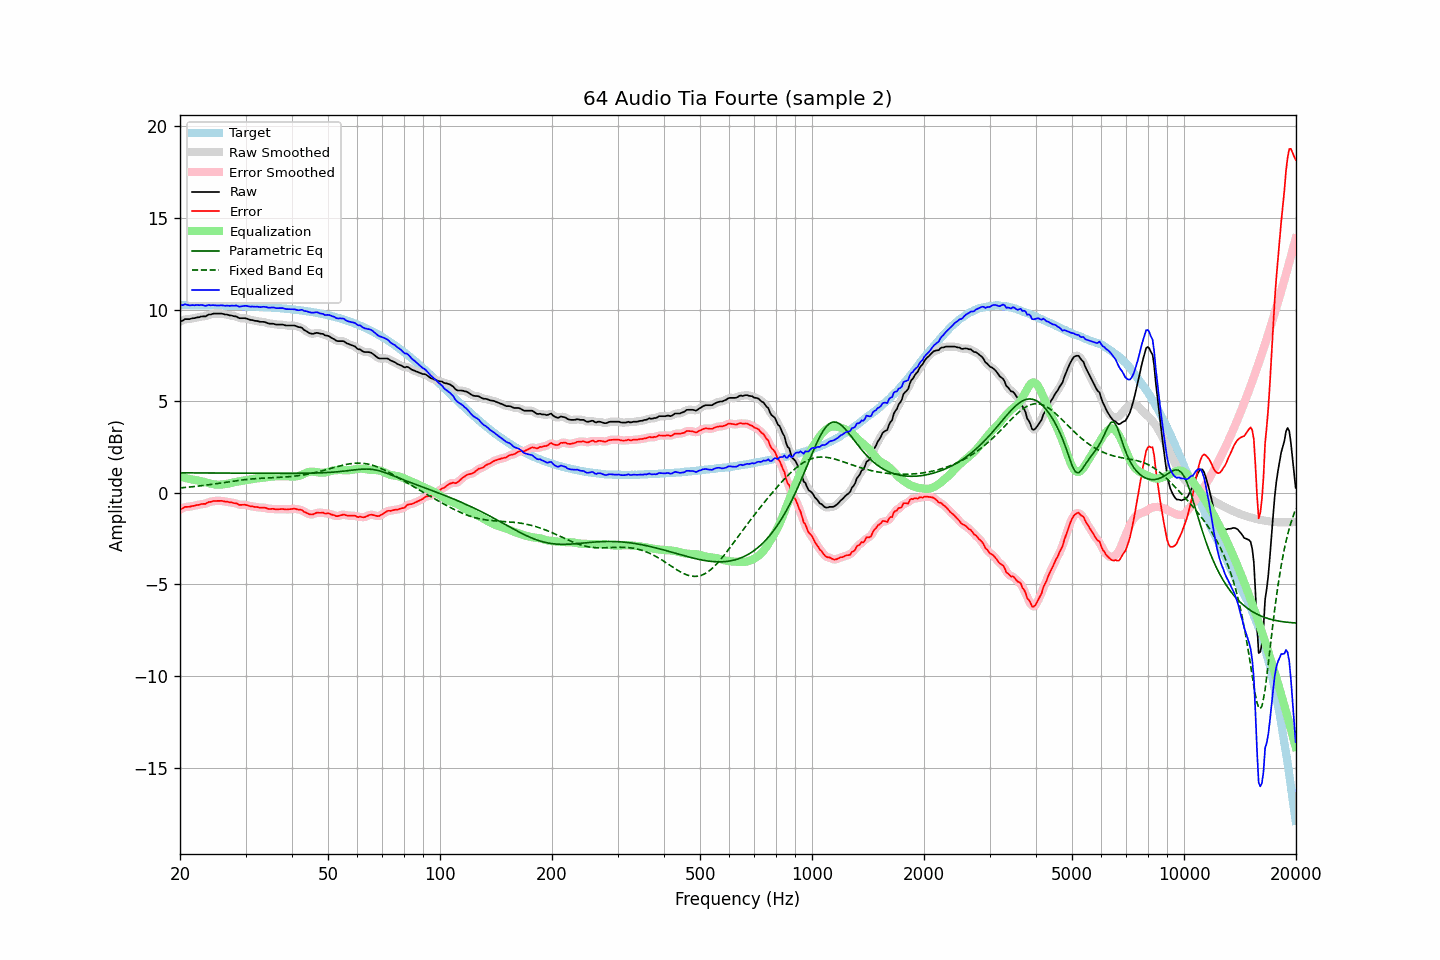 64 Audio Tia Fourte (sample 2)
Target
Raw Smoothed
Error Smoothed
Raw
Error
Equalization
Parametric Eq
Fixed Band Eq
Equalized
20
15
10
5
0
−5
−10
−15
Amplitude (dBr)
20
50
100
200
500
1000
2000
5000
10000
20000
Frequency (Hz)